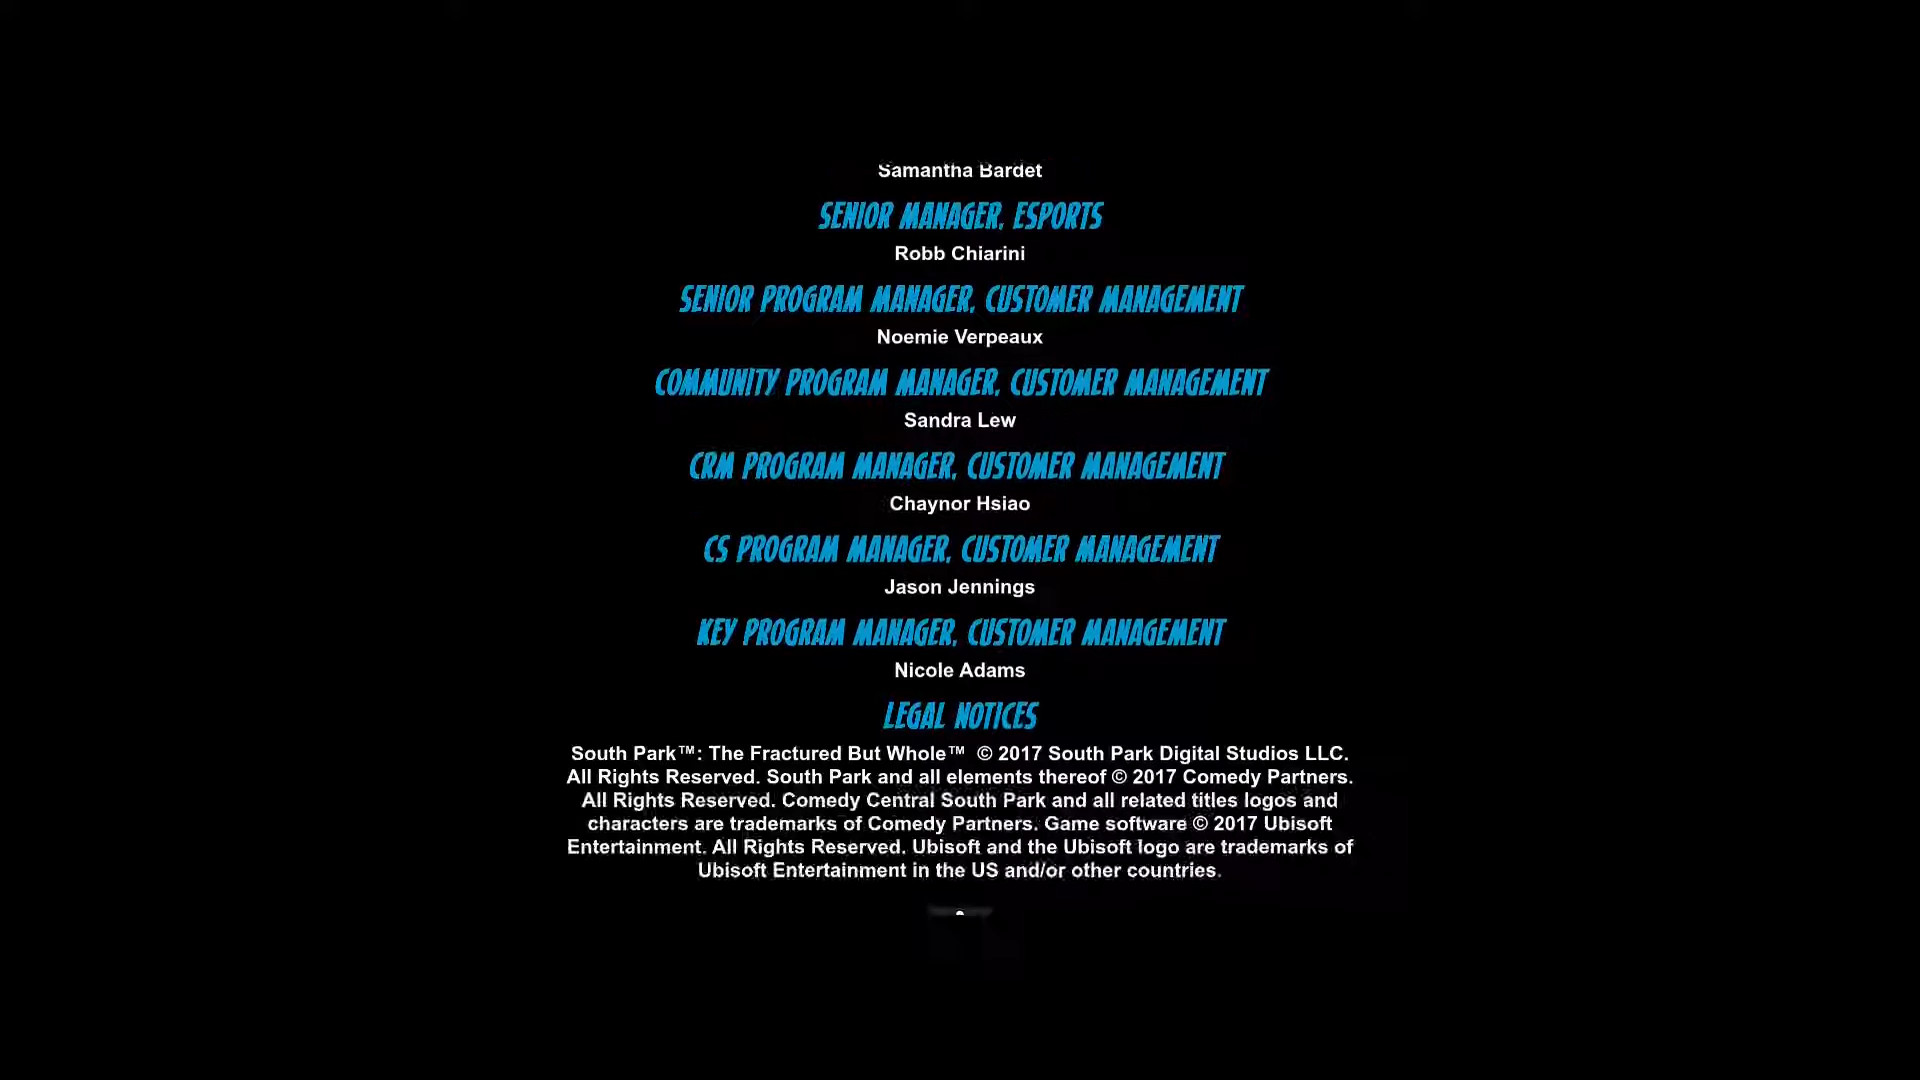 Samantha Bardet
SENIOR MANAGER, ESPORTS
Robb Chiarini
SENIOR PROGRAM MANAGER, CUSTOMER MANAGEMENT
Noemie Verpeaux
COMMUNITY PROGRAM MANAGER, CUSTOMER MANAGEMENT
Sandra Lew
CRM PROGRAM MANAGER, CUSTOMER MANAGEMENT
Chaynor Hsiao
CS PROGRAM MANAGER, CUSTOMER MANAGEMENT
Jason Jennings
KEY PROGRAM MANAGER, CUSTOMER MANAGEMENT
Nicole Adams
LEGAL NOTICES
South Park™: The Fractured But Whole™ © 2017 South Park Digital Studios LLC.
All Rights Reserved. South Park and all elements thereof © 2017 Comedy Partners.
All Rights Reserved. Comedy Central South Park and all related titles logos and
characters are trademarks of Comedy Partners. Game software © 2017 Ubisoft
Entertainment. All Rights Reserved. Ubisoft and the Ubisoft logo are trademarks of
Ubisoft Entertainment in the US and/or other countries.